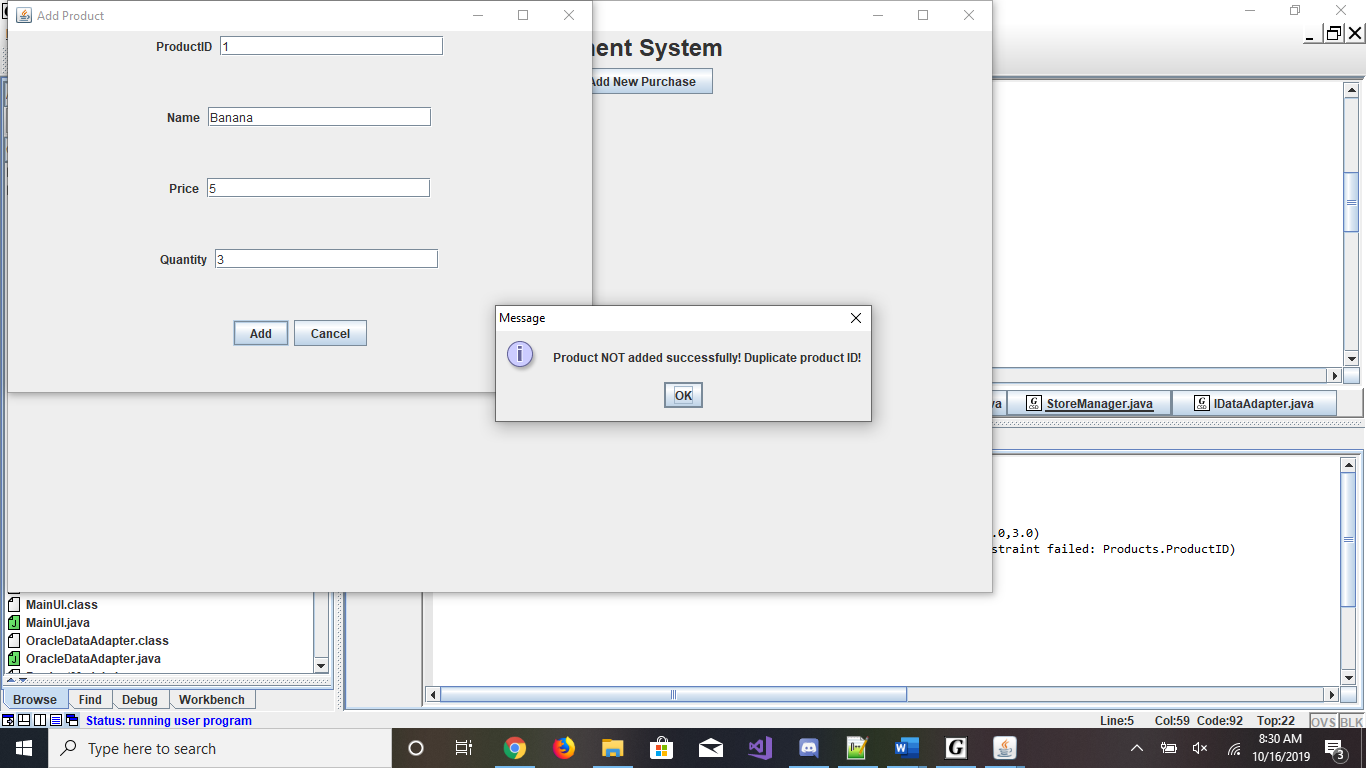 Add Product
ProductID 1
ment System
Add New Purchase
Name Banana
Price 5
Quantity 3
Add Cancel
Message
Product NOT added successfully! Duplicate product ID!
OK
StoreManager.java
IDataAdapter.java
.0,3.0)
straint failed: Products.ProductID)
MainUI.class
MainUI.java
OracleDataAdapter.class
OracleDataAdapter.java
Browse Find Debug Workbench
Status: running user program
Line:5 Col:59 Code:92 Top:22 OVS BLK
Type here to search
8:30 AM
10/16/2019
3